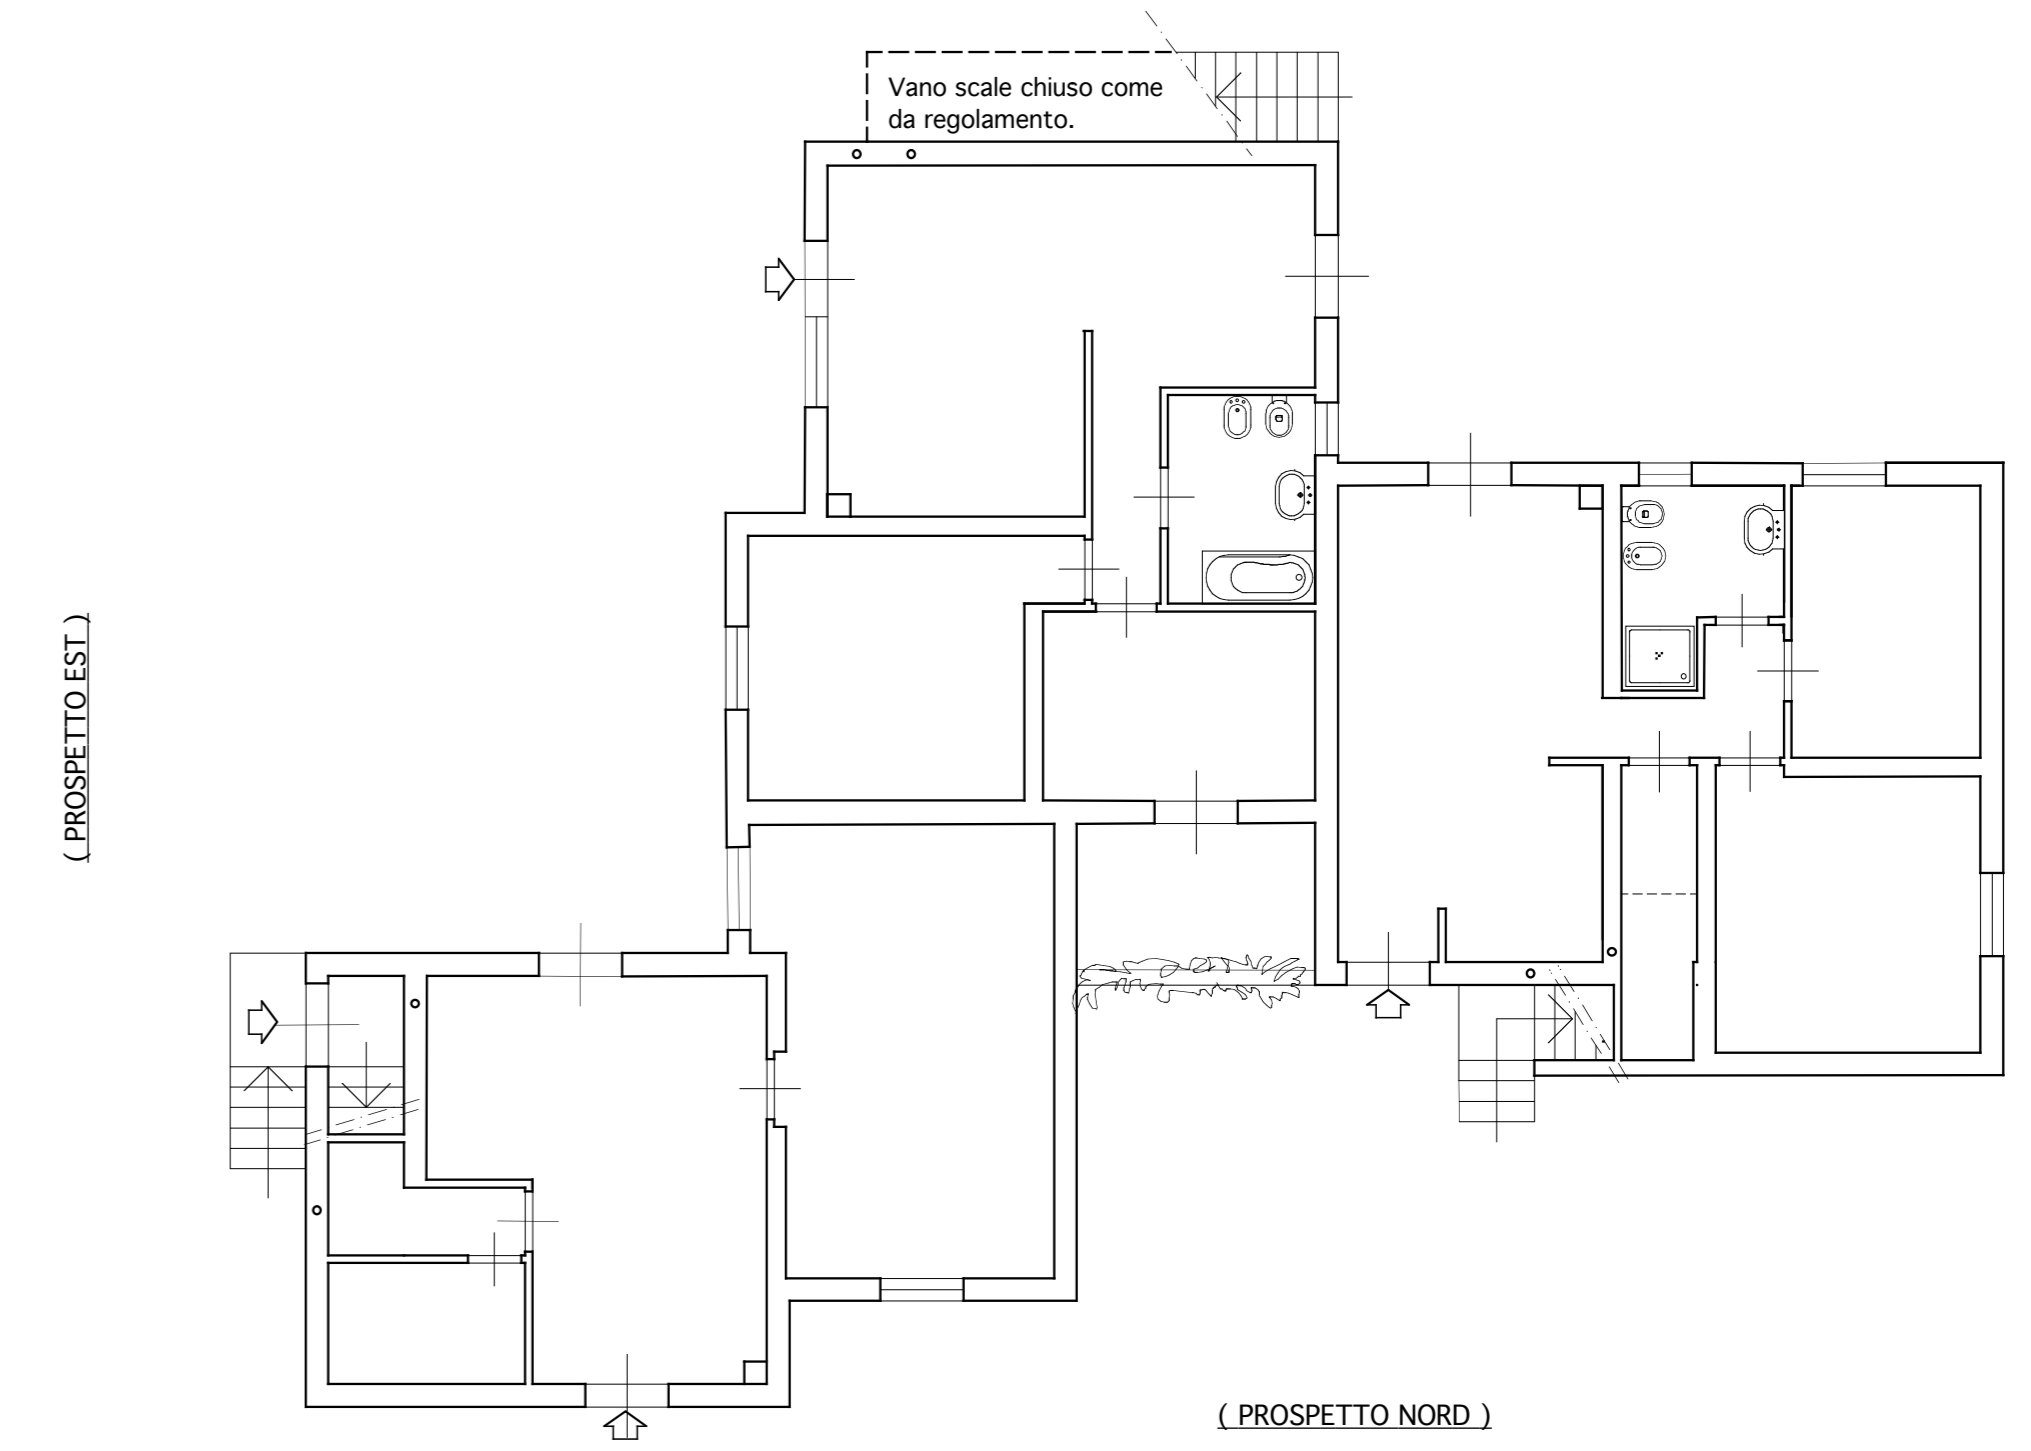 Vano scale chiuso come
da regolamento.
( PROSPETTO EST )
( PROSPETTO NORD )